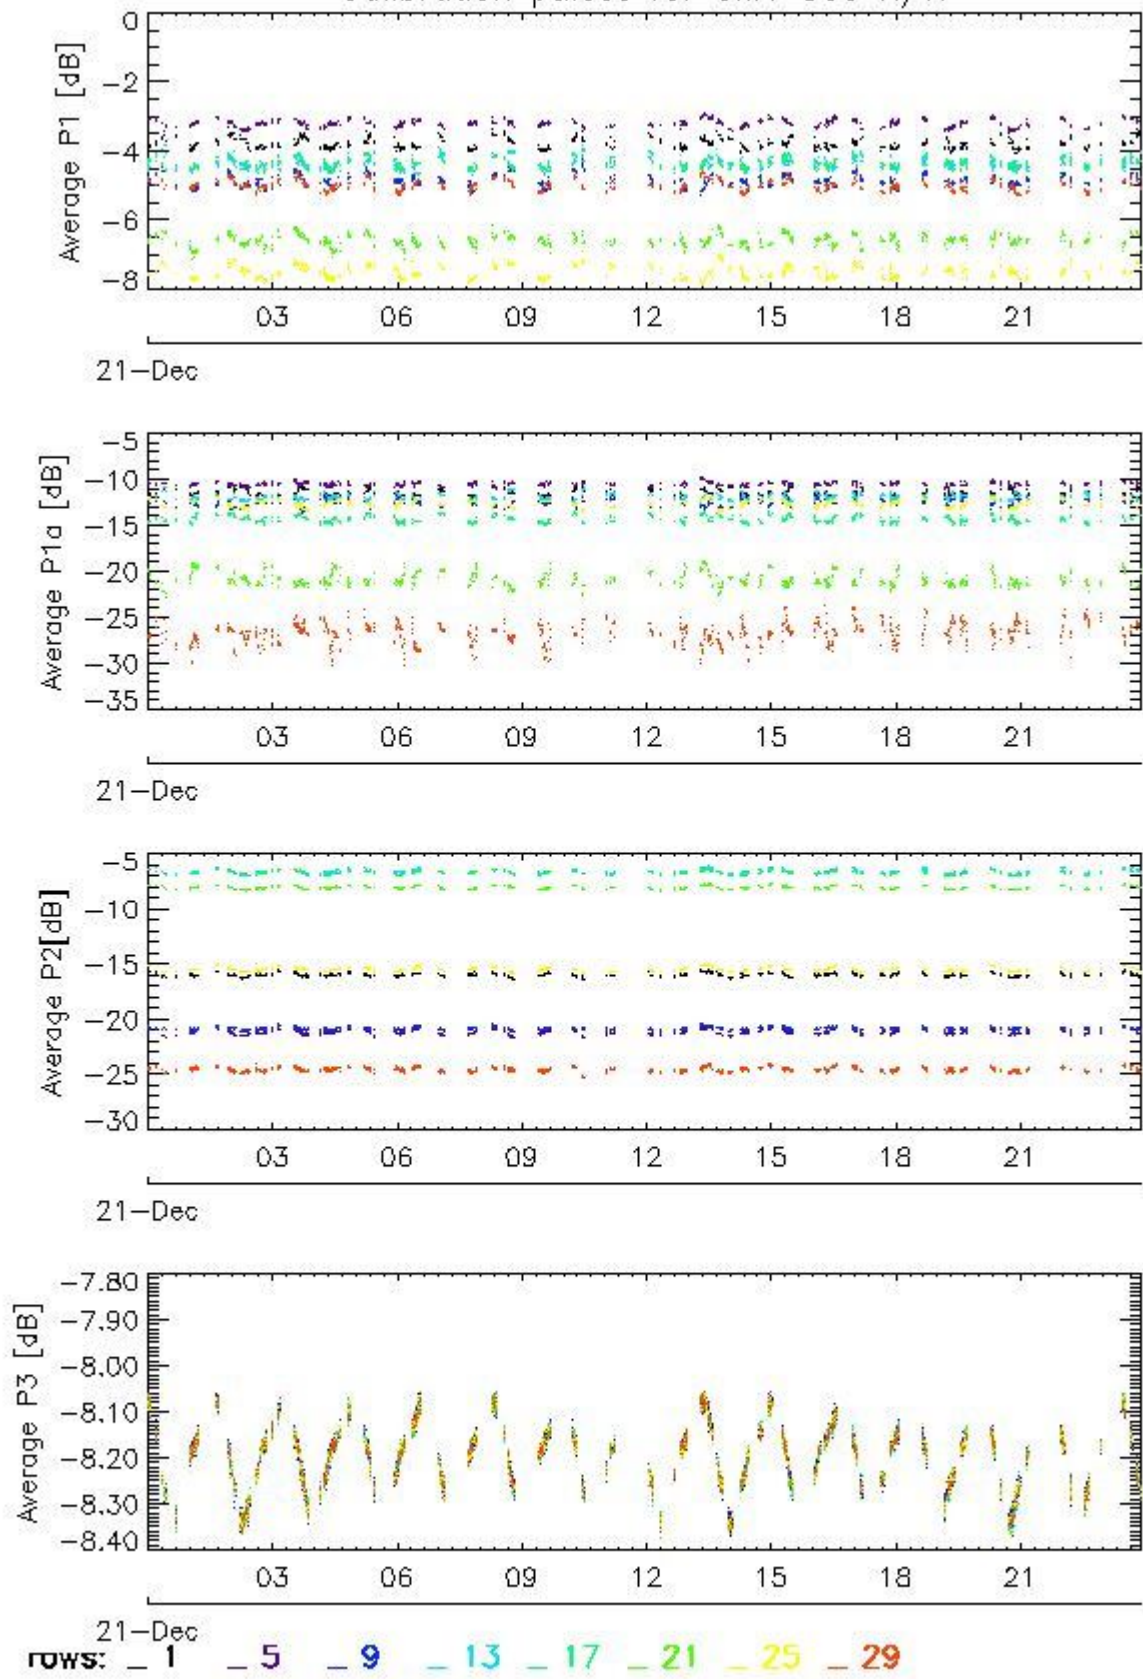 0
-2
-4
-6
-8
Average P1 [dB]
03 06 09 12 15 18 21
21-Dec
-5
-10
-15
-20
-25
-30
-35
Average P1a [dB]
03 06 09 12 15 18 21
21-Dec
-5
-10
-15
-20
-25
-30
Average P2[dB]
03 06 09 12 15 18 21
21-Dec
-7.80
-7.90
-8.00
-8.10
-8.20
-8.30
-8.40
Average P3 [dB]
03 06 09 12 15 18 21
21-Dec
rows: _ 1 _ 5 _ 9 _ 13 _ 17 _ 21 _ 25 _ 29